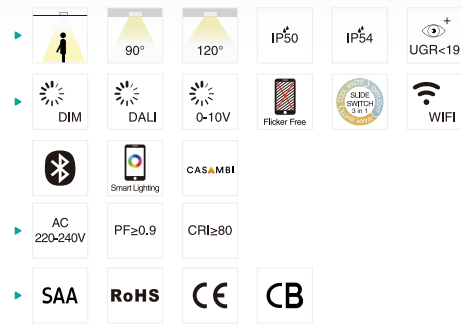 90°
120°
IP50
IP54
UGR<19
DIM
DALI
0-10V
Flicker Free
SLIDE
SWITCH
3 in 1
WIFI
Smart Lighting
CASAMBI
AC
220-240V
PF≥0.9
CRI≥80
SAA
RoHS
CE
CB